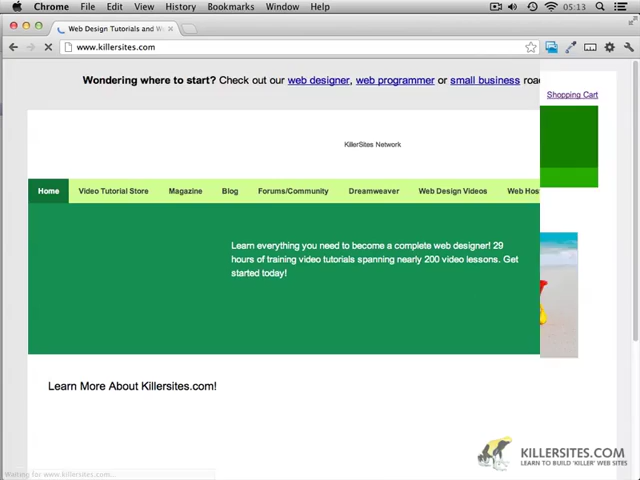 Chrome File Edit View History Bookmarks Window Help 05:13
Web Design Tutorials and W
www.killersites.com
Wondering where to start? Check out our web designer, web programmer or small business roa
Shopping Cart
KillerSites Network
Home Video Tutorial Store Magazine Blog Forums/Community Dreamweaver Web Design Videos Web Hos
Learn everything you need to become a complete web designer! 29
hours of training video tutorials spanning nearly 200 video lessons. Get
started today!
Learn More About Killersites.com!
KILLERSITES.COM
LEARN TO BUILD 'KILLER' WEB SITES
Waiting for www.killersites.com...